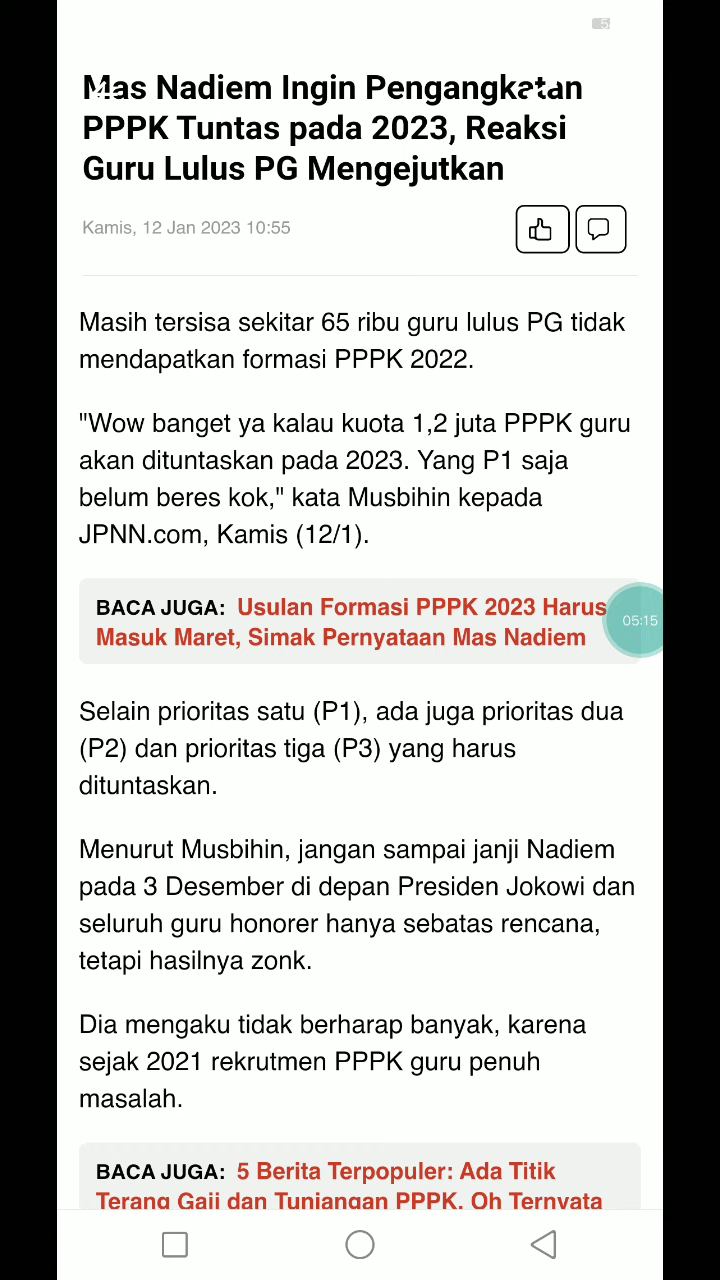 Mas Nadiem Ingin Pengangkatan
PPPK Tuntas pada 2023, Reaksi
Guru Lulus PG Mengejutkan
Kamis, 12 Jan 2023 10:55
Masih tersisa sekitar 65 ribu guru lulus PG tidak
mendapatkan formasi PPPK 2022.
"Wow banget ya kalau kuota 1,2 juta PPPK guru
akan dituntaskan pada 2023. Yang P1 saja
belum beres kok," kata Musbihin kepada
JPNN.com, Kamis (12/1).
BACA JUGA: Usulan Formasi PPPK 2023 Harus
Masuk Maret, Simak Pernyataan Mas Nadiem
05:15
Selain prioritas satu (P1), ada juga prioritas dua
(P2) dan prioritas tiga (P3) yang harus
dituntaskan.
Menurut Musbihin, jangan sampai janji Nadiem
pada 3 Desember di depan Presiden Jokowi dan
seluruh guru honorer hanya sebatas rencana,
tetapi hasilnya zonk.
Dia mengaku tidak berharap banyak, karena
sejak 2021 rekrutmen PPPK guru penuh
masalah.
BACA JUGA: 5 Berita Terpopuler: Ada Titik
Terang Gaji dan Tunjangan PPPK, Oh Ternyata